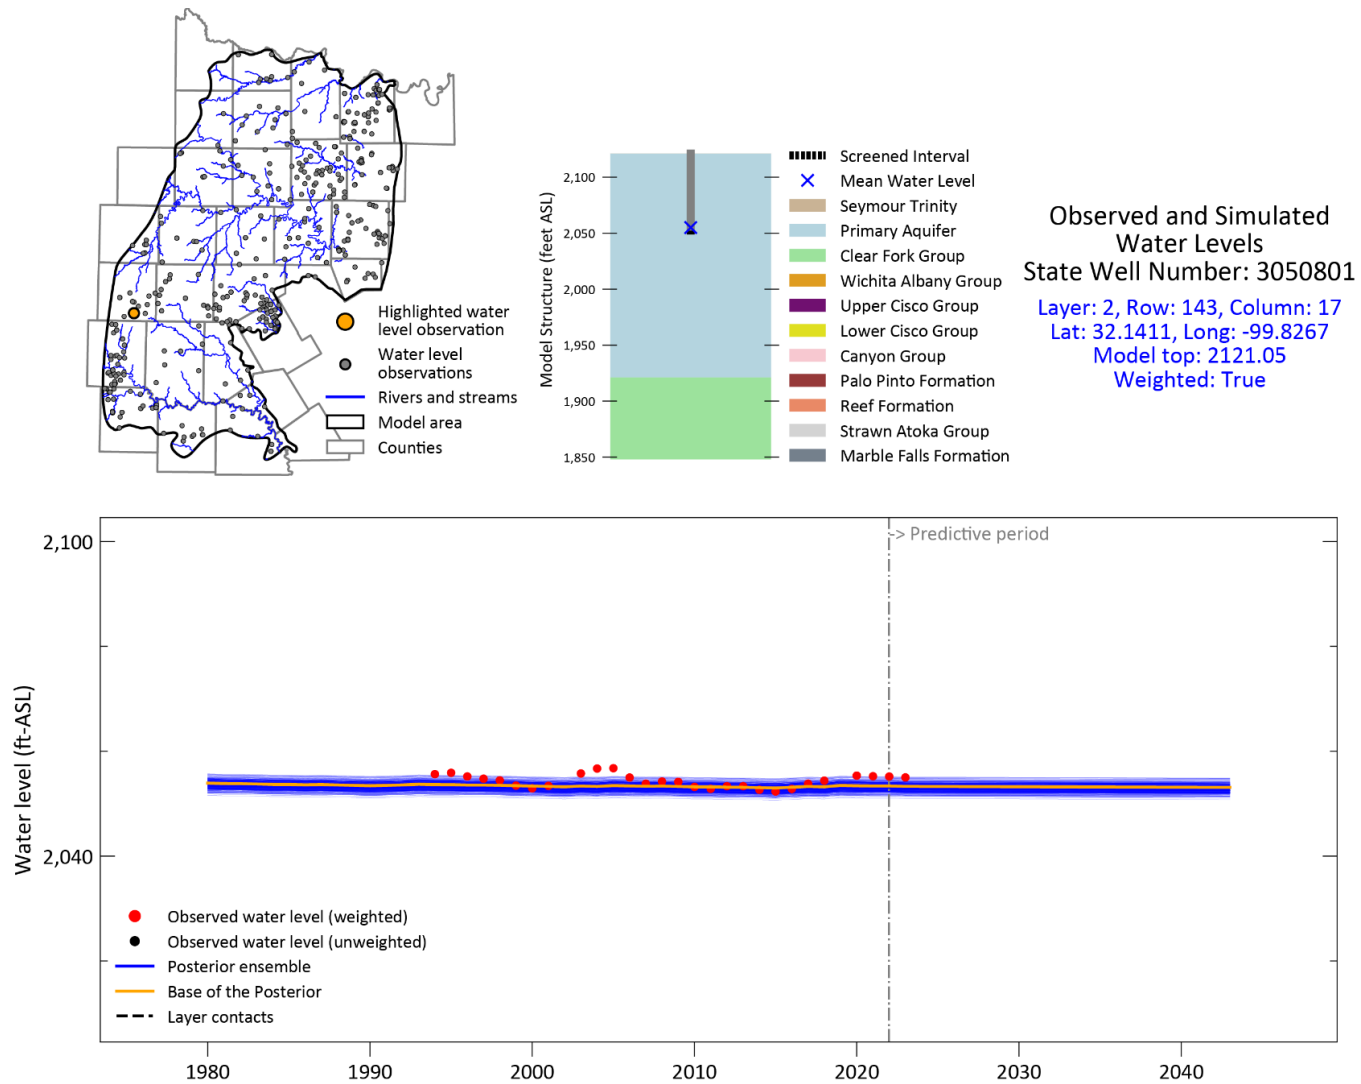 Highlighted water
level observation
Water level
observations
Rivers and streams
Model area
Counties
Model Structure (feet ASL)
2,100
2,050
2,000
1,950
1,900
1,850
Screened Interval
Mean Water Level
Seymour Trinity
Primary Aquifer
Clear Fork Group
Wichita Albany Group
Upper Cisco Group
Lower Cisco Group
Canyon Group
Palo Pinto Formation
Reef Formation
Strawn Atoka Group
Marble Falls Formation
Observed and Simulated
Water Levels
State Well Number: 3050801
Layer: 2, Row: 143, Column: 17
Lat: 32.1411, Long: -99.8267
Model top: 2121.05
Weighted: True
Water level (ft-ASL)
2,100
2,040
-> Predictive period
Observed water level (weighted)
Observed water level (unweighted)
Posterior ensemble
Base of the Posterior
Layer contacts
1980
1990
2000
2010
2020
2030
2040